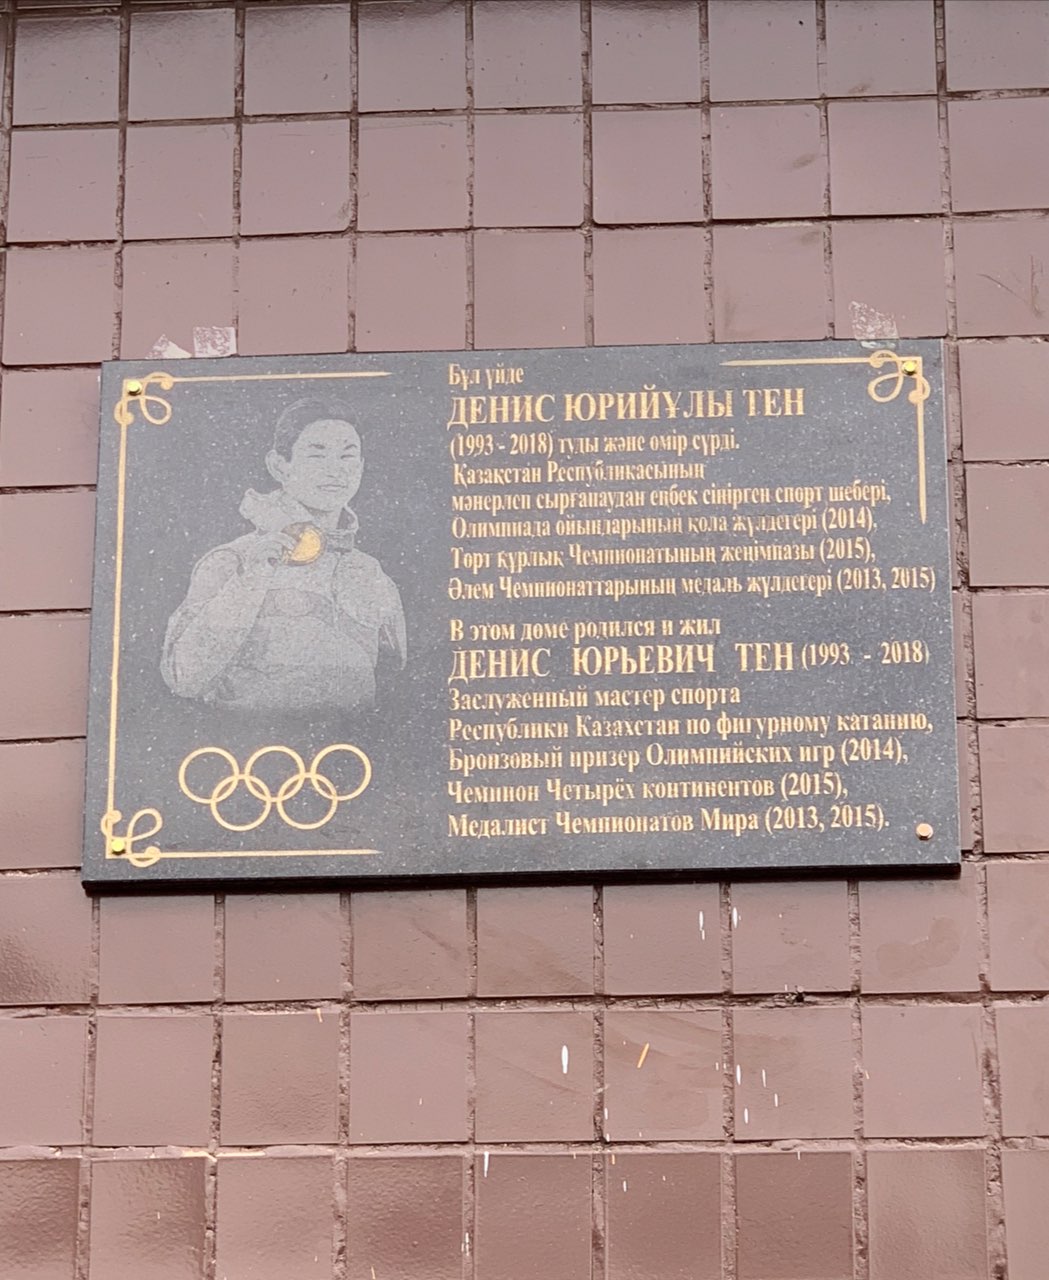 Бұл үйде
ДЕНИС ЮРИЙҰЛЫ ТЕН
(1993 - 2018) туды және өмір сүрді.
Қазақстан Республикасының
мәнерлеп сырғанаудан еңбек сіңірген спорт шебері,
Олимпиада ойындарының қола жүлдегері (2014),
Төрт құрлық Чемпионатының жеңімпазы (2015),
Әлем Чемпионаттарының медаль жүлдегері (2013, 2015)
В этом доме родился и жил
ДЕНИС ЮРЬЕВИЧ ТЕН (1993 - 2018)
Заслуженный мастер спорта
Республики Казахстан по фигурному катанию,
Бронзовый призер Олимпийских игр (2014),
Чемпион Четырёх континентов (2015),
Медалист Чемпионатов Мира (2013, 2015).